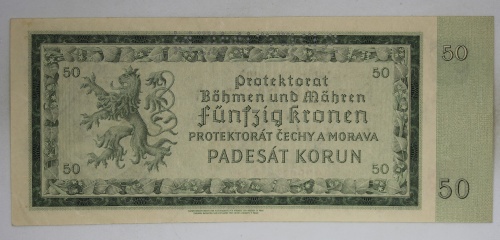 50
50
50
Protektorat
Böhmen und Mähren
Fünfzig kronen
PROTEKTORÁT ČECHY A MORAVA
PADESÁT KORUN
50
50
50